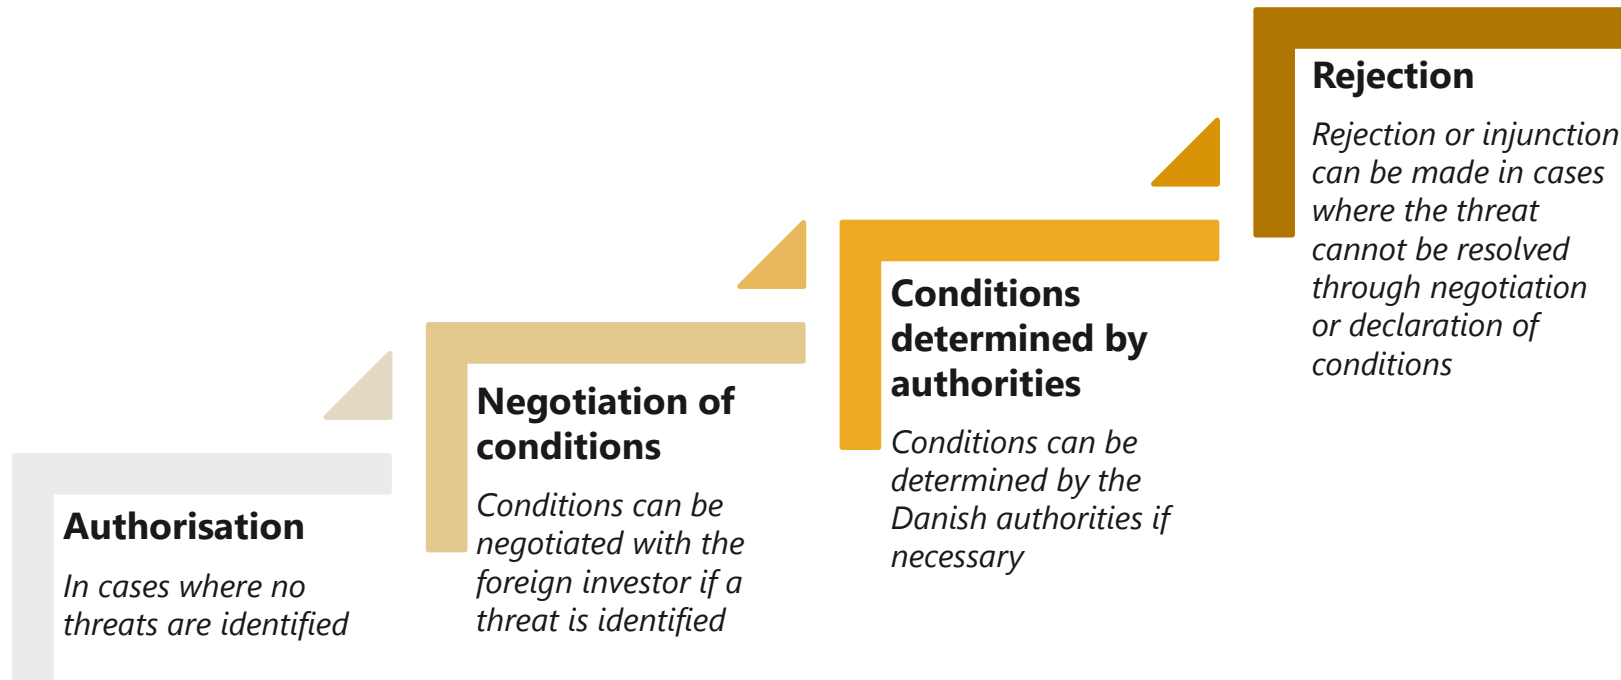 Authorisation
In cases where no
threats are identified
Negotiation of
conditions
Conditions can be
negotiated with the
foreign investor if a
threat is identified
Conditions
determined by
authorities
Conditions can be
determined by the
Danish authorities if
necessary
Rejection
Rejection or injunction
can be made in cases
where the threat
cannot be resolved
through negotiation
or declaration of
conditions